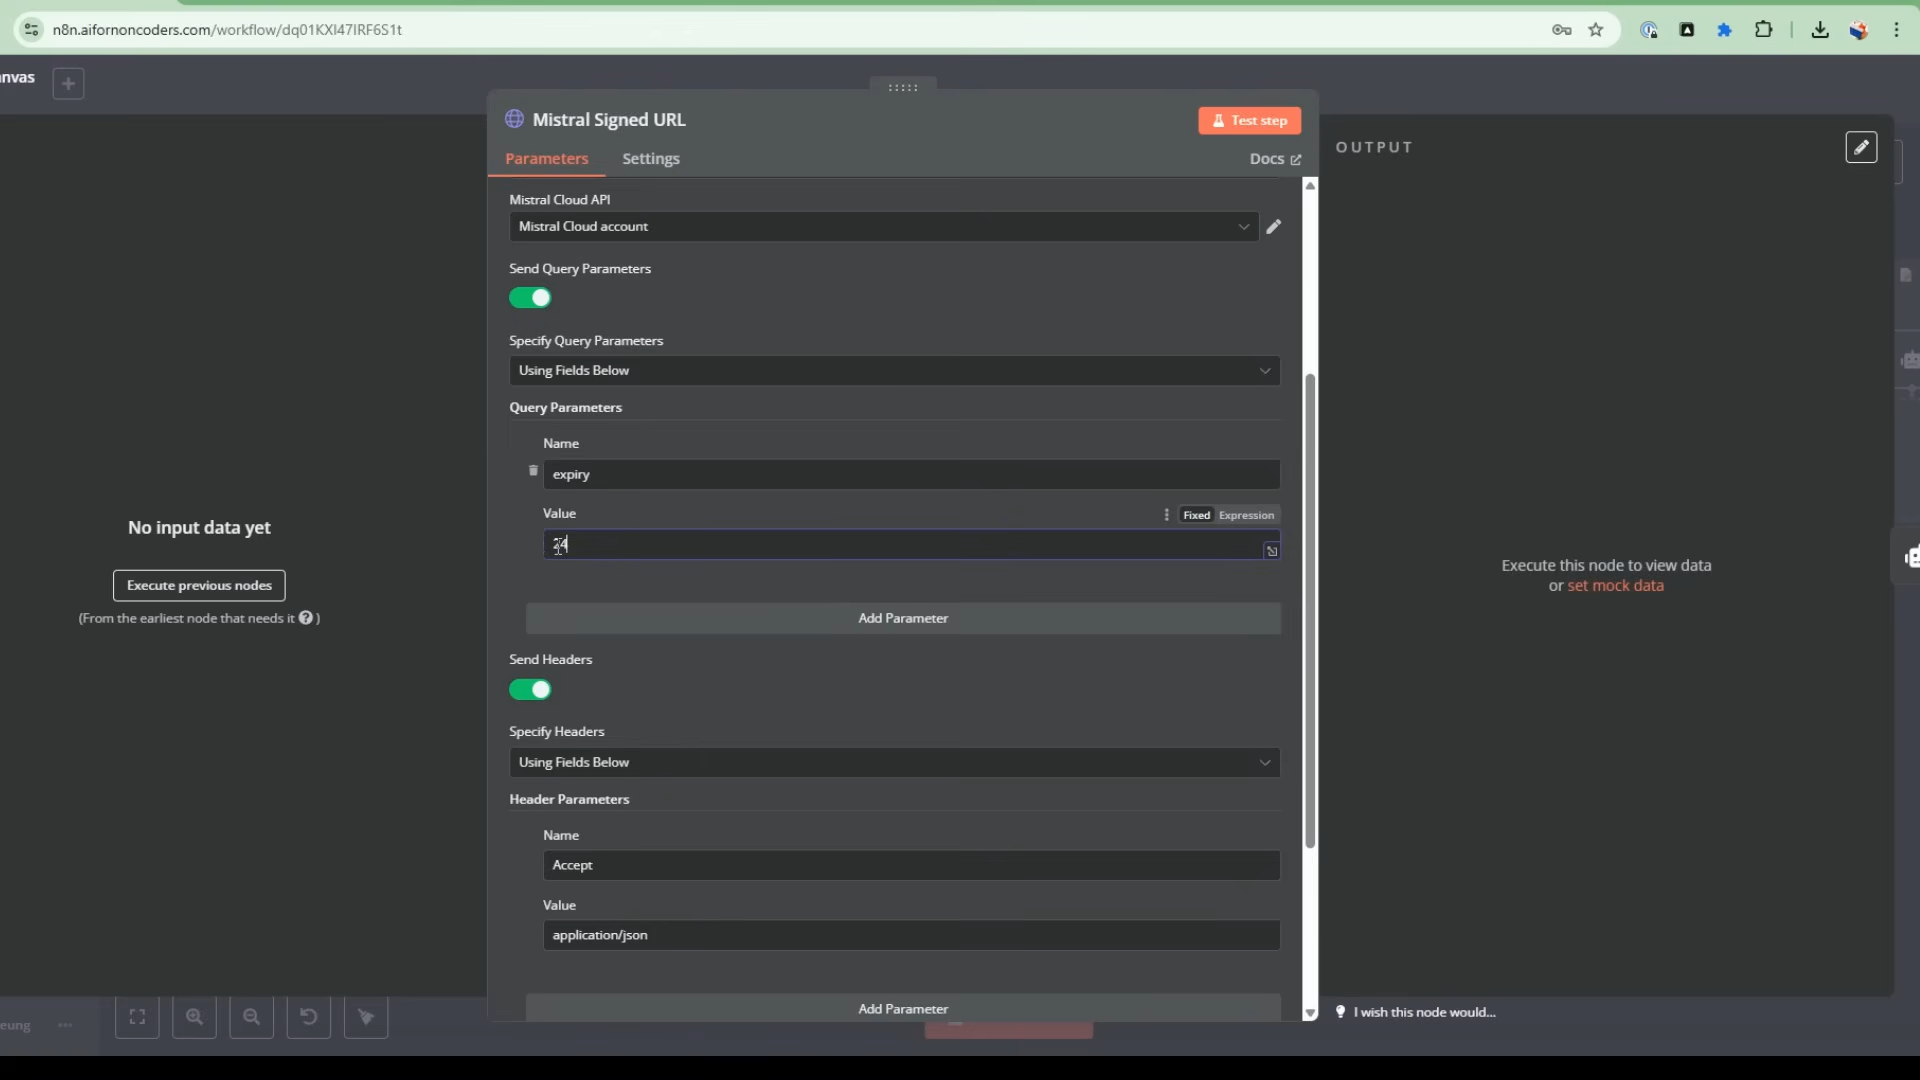 n8n.aifornoncoders.com/workflow/dq01KXI47IRF6S1t
anvas
Mistral Signed URL
Test step
Parameters
Settings
Docs
OUTPUT
Mistral Cloud API
Mistral Cloud account
Send Query Parameters
Specify Query Parameters
Using Fields Below
Query Parameters
Name
expiry
Value
Fixed
Expression
24
No input data yet
Execute previous nodes
(From the earliest node that needs it ? )
Execute this node to view data
or set mock data
Add Parameter
Send Headers
Specify Headers
Using Fields Below
Header Parameters
Name
Accept
Value
application/json
Add Parameter
I wish this node would...
eung